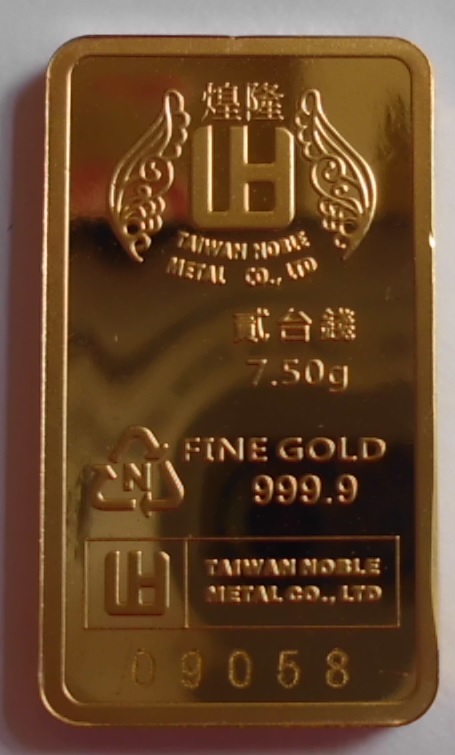 煌隆
TAIWAN NOBLE
METAL CO., LTD
貳台錢
7.50g
N
FINE GOLD
999.9
TAIWAN NOBLE
METAL CO., LTD
09058